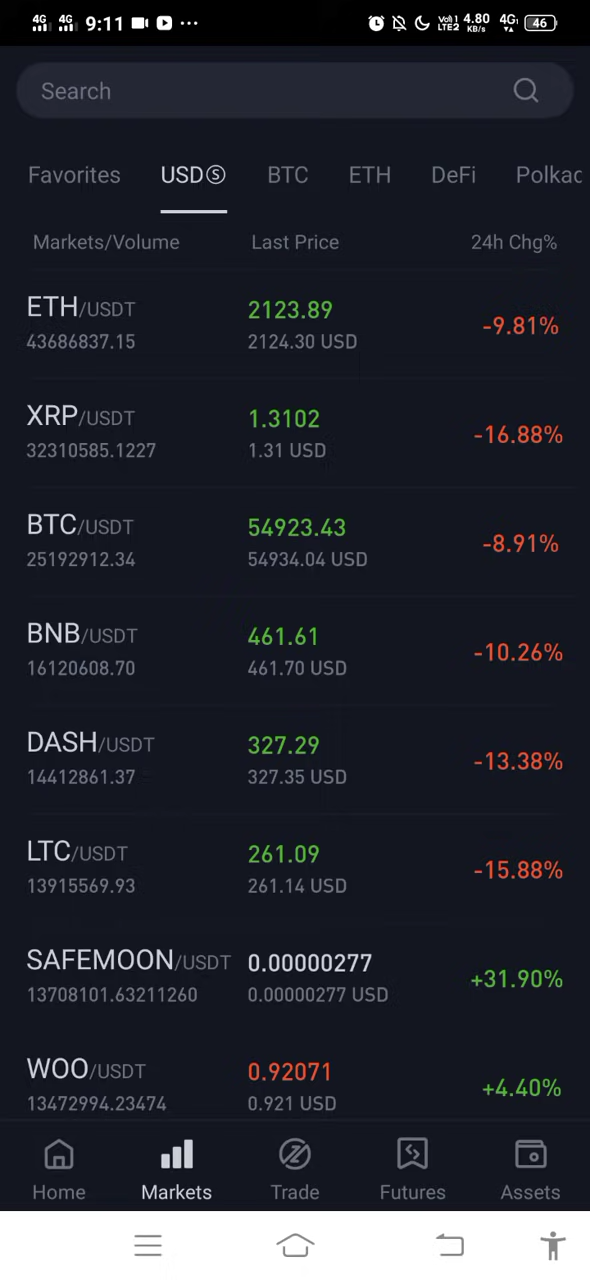 4G 4G 9:11 ... VoI)1 LTE2 4.80 KB/s 4G 46
Search
Favorites USDⓈ BTC ETH DeFi Polkac
Markets/Volume Last Price 24h Chg%
ETH/USDT 2123.89 -9.81%
43686837.15 2124.30 USD
XRP/USDT 1.3102 -16.88%
32310585.1227 1.31 USD
BTC/USDT 54923.43 -8.91%
25192912.34 54934.04 USD
BNB/USDT 461.61 -10.26%
16120608.70 461.70 USD
DASH/USDT 327.29 -13.38%
14412861.37 327.35 USD
LTC/USDT 261.09 -15.88%
13915569.93 261.14 USD
SAFEMOON/USDT 0.00000277 +31.90%
13708101.63211260 0.00000277 USD
WOO/USDT 0.92071 +4.40%
13472994.23474 0.921 USD
Home Markets Trade Futures Assets